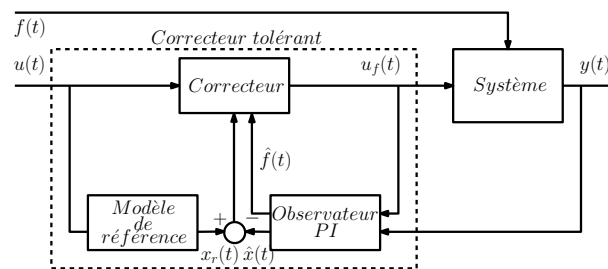 f(t)
Correcteur tolérant
u(t)
u_f(t)
y(t)
Correcteur
Système
f̂(t)
Modèle
de
référence
+
−
Observateur
PI
x_r(t)
x̂(t)